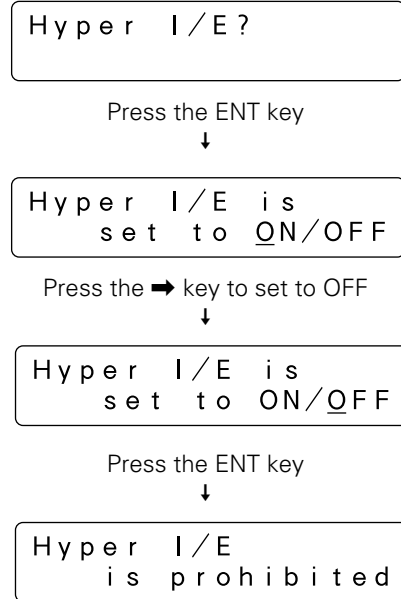 Hyper I/E?
Press the ENT key
↓
Hyper I/E is
set to ON/OFF
Press the ➡ key to set to OFF
↓
Hyper I/E is
set to ON/OFF
Press the ENT key
↓
Hyper I/E
is prohibited